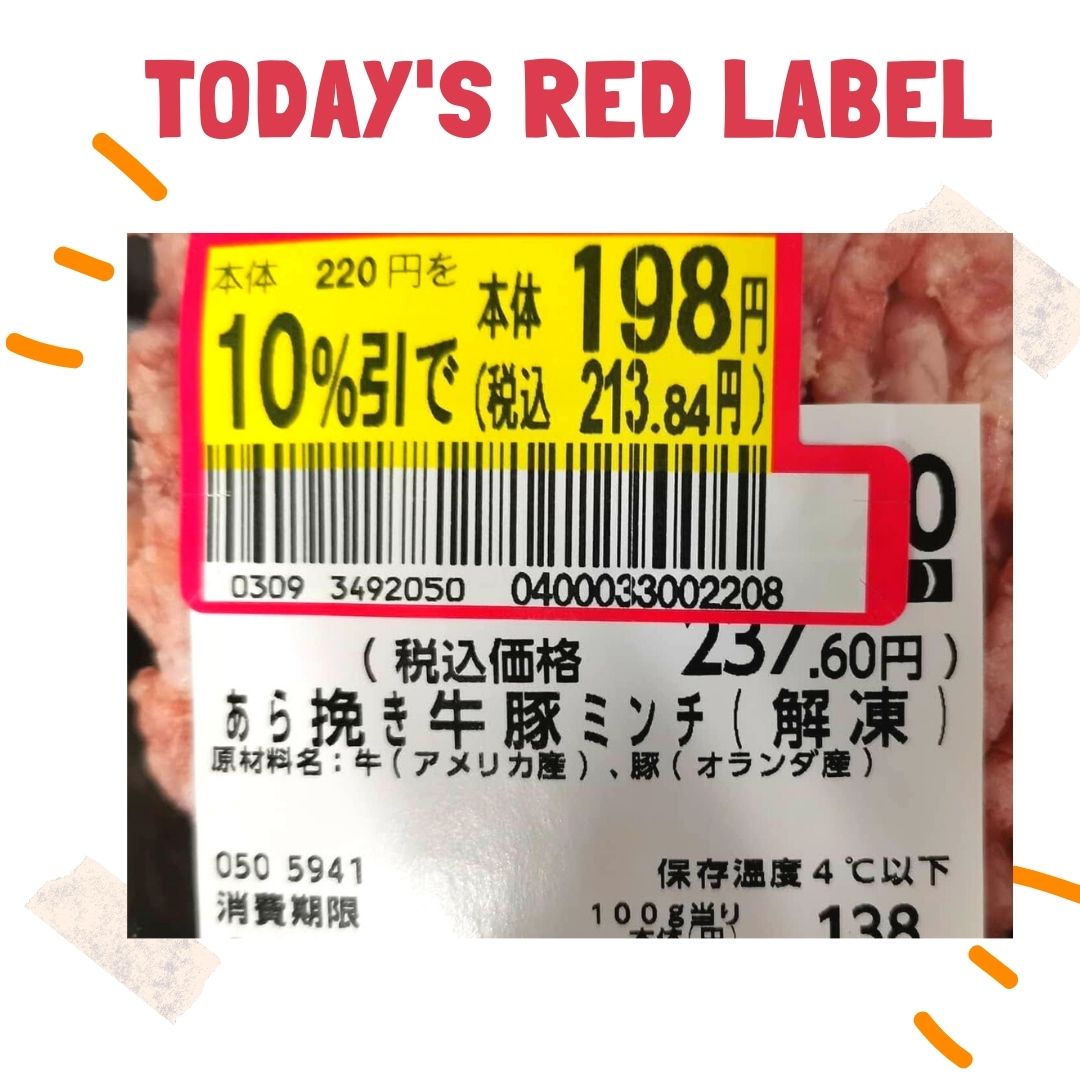 TODAY'S RED LABEL
本体 220円を
10%引で
本体 198円
(税込 213.84円)
0309 3492050 0400033002208
0
)
(税込価格 237.60円)
あら挽き牛豚ミンチ(解凍)
原材料名:牛(アメリカ産)、豚(オランダ産)
050 5941
保存温度4℃以下
消費期限
100g当り
本体(円) 138